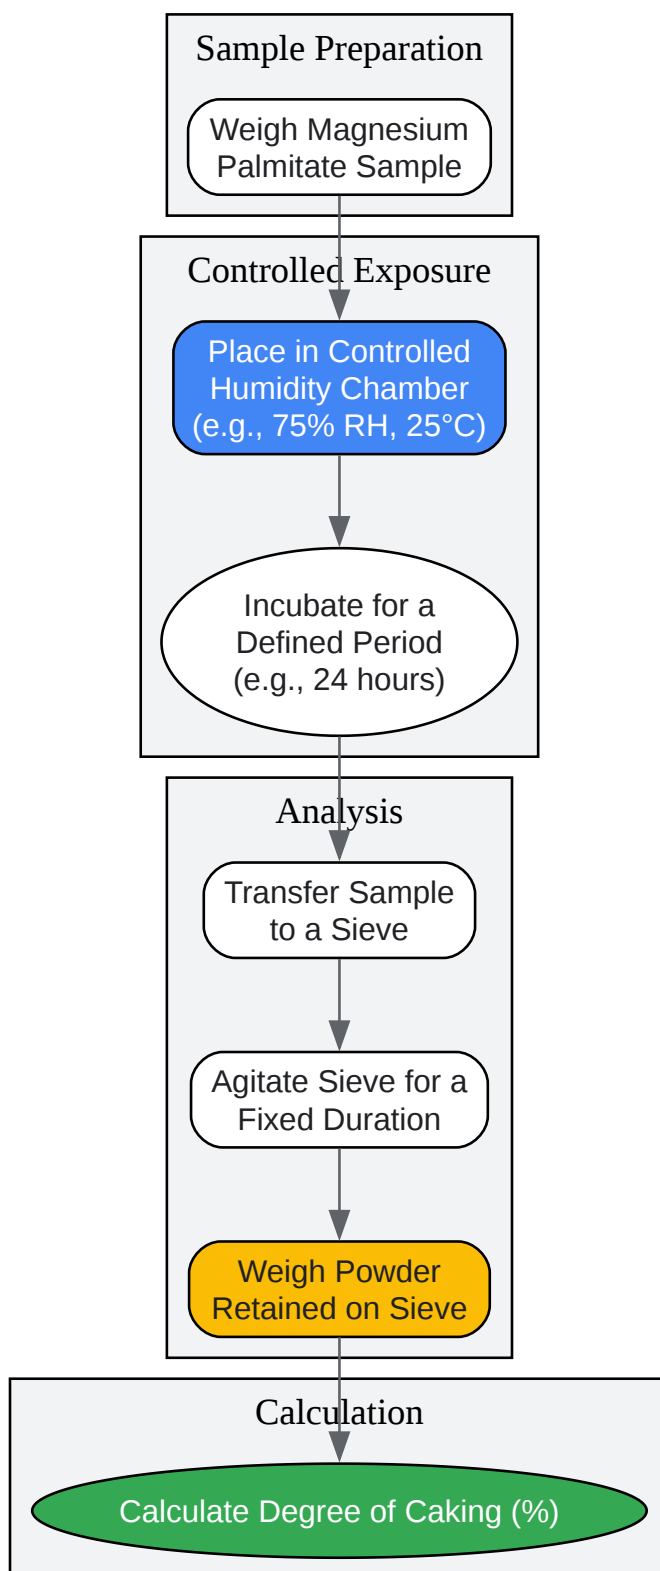 Sample Preparation
Weigh Magnesium
Palmitate Sample
Controlled Exposure
Place in Controlled
Humidity Chamber
(e.g., 75% RH, 25°C)
Incubate for a
Defined Period
(e.g., 24 hours)
Analysis
Transfer Sample
to a Sieve
Agitate Sieve for a
Fixed Duration
Weigh Powder
Retained on Sieve
Calculation
Calculate Degree of Caking (%)